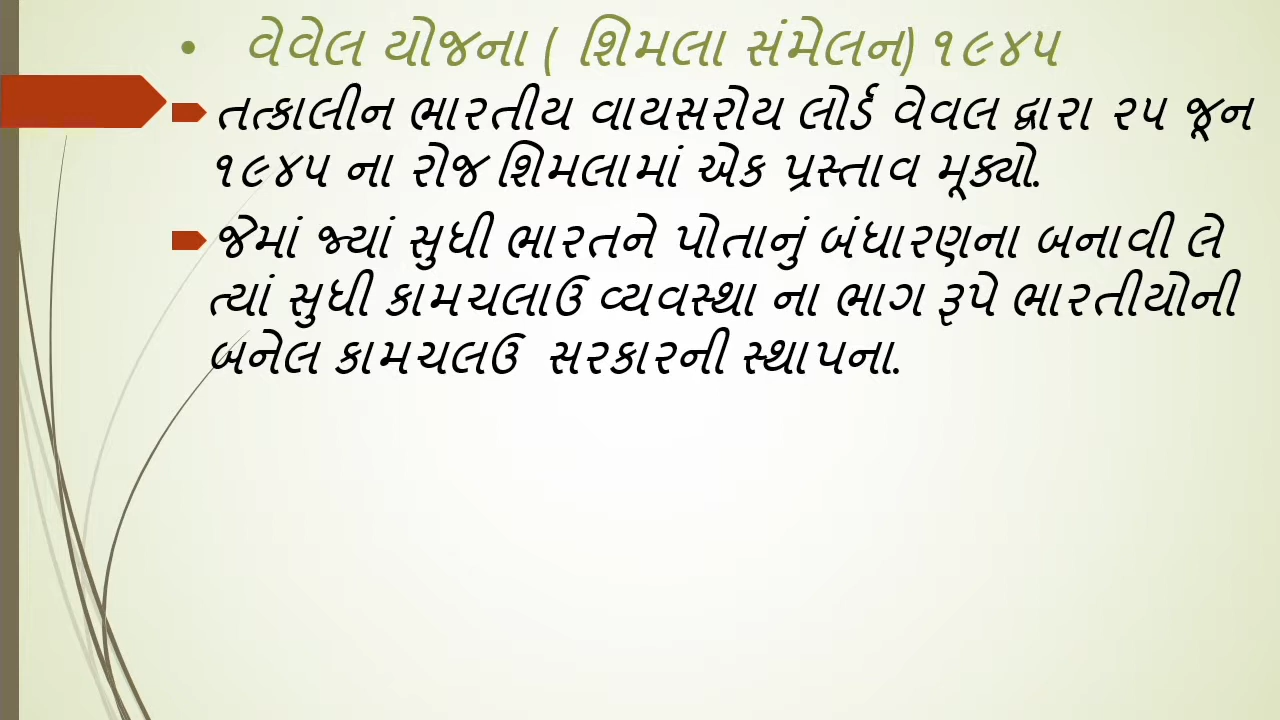 • વેવેલ યોજના ( શિમલા સંમેલન) ૧૯૪૫
તત્કાલીન ભારતીય વાયસરોય લોર્ડ વેવલ દ્વારા ૨૫ જૂન
૧૯૪૫ ના રોજ શિમલામાં એક પ્રસ્તાવ મૂક્યો.
જેમાં જ્યાં સુધી ભારતને પોતાનું બંધારણના બનાવી લે
ત્યાં સુધી કામચલાઉ વ્યવસ્થા ના ભાગ રૂપે ભારતીયોની
બનેલ કામચલઉ સરકારની સ્થાપના.